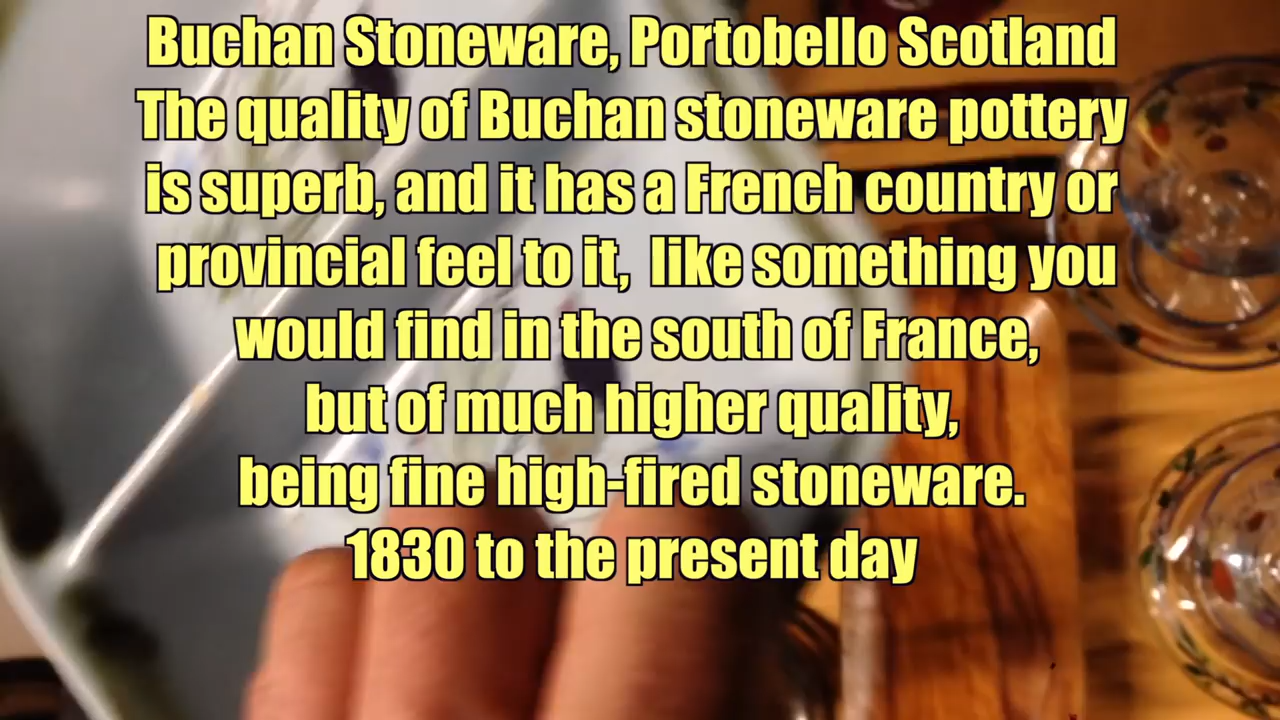 Buchan Stoneware, Portobello Scotland
The quality of Buchan stoneware pottery
is superb, and it has a French country or
provincial feel to it,  like something you
would find in the south of France,
but of much higher quality,
being fine high-fired stoneware.
1830 to the present day